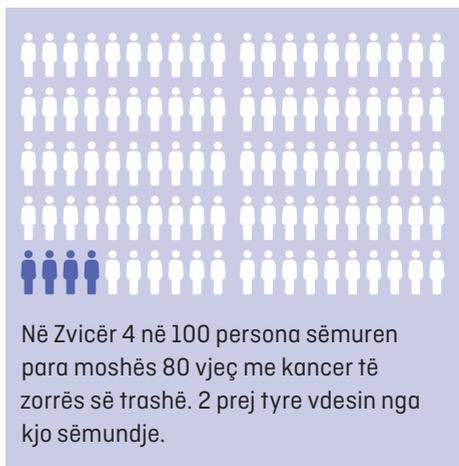 Në Zvicër 4 në 100 persona sëmuren
para moshës 80 vjeç me kancer të
zorrës së trashë. 2 prej tyre vdesin nga
kjo sëmundje.